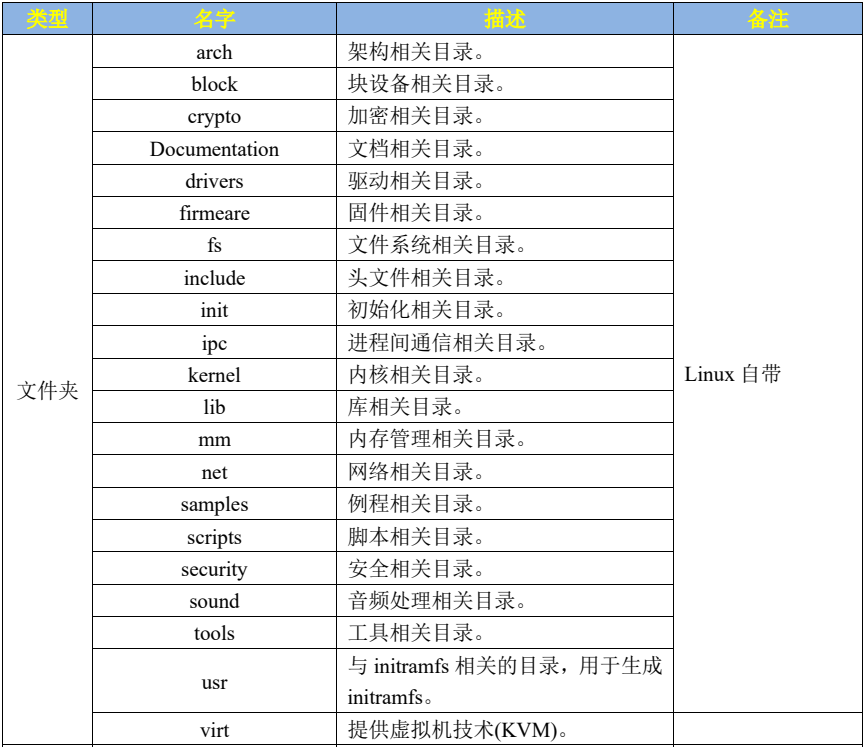 类型 名字 描述 备注
arch 架构相关目录。
block 块设备相关目录。
crypto 加密相关目录。
Documentation 文档相关目录。
drivers 驱动相关目录。
firmeare 固件相关目录。
fs 文件系统相关目录。
include 头文件相关目录。
init 初始化相关目录。
ipc 进程间通信相关目录。
文件夹 kernel 内核相关目录。 Linux 自带
lib 库相关目录。
mm 内存管理相关目录。
net 网络相关目录。
samples 例程相关目录。
scripts 脚本相关目录。
security 安全相关目录。
sound 音频处理相关目录。
tools 工具相关目录。
usr 与 initramfs 相关的目录，用于生成
initramfs。
virt 提供虚拟机技术(KVM)。